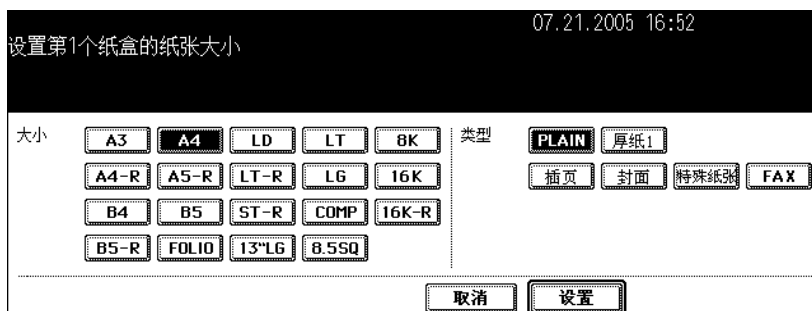 07.21.2005 16:52
设置第1个纸盒的纸张大小
大小 A3 A4 LD LT 8K 类型 PLAIN 厚纸1
A4-R A5-R LT-R LG 16K 插页 封面 特殊纸张 FAX
B4 B5 ST-R COMP 16K-R
B5-R FOLIO 13"LG 8.5SQ
取消 设置